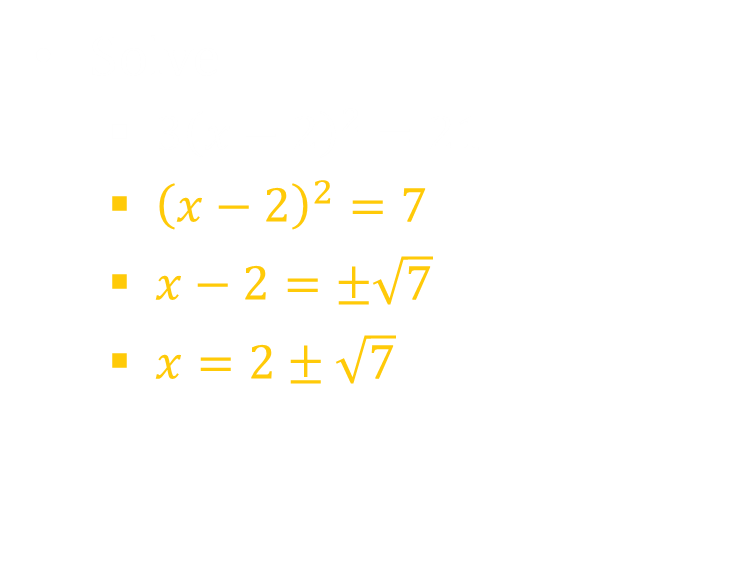 ▪ (x − 2)² = 7
▪ x − 2 = ±√7
▪ x = 2 ± √7